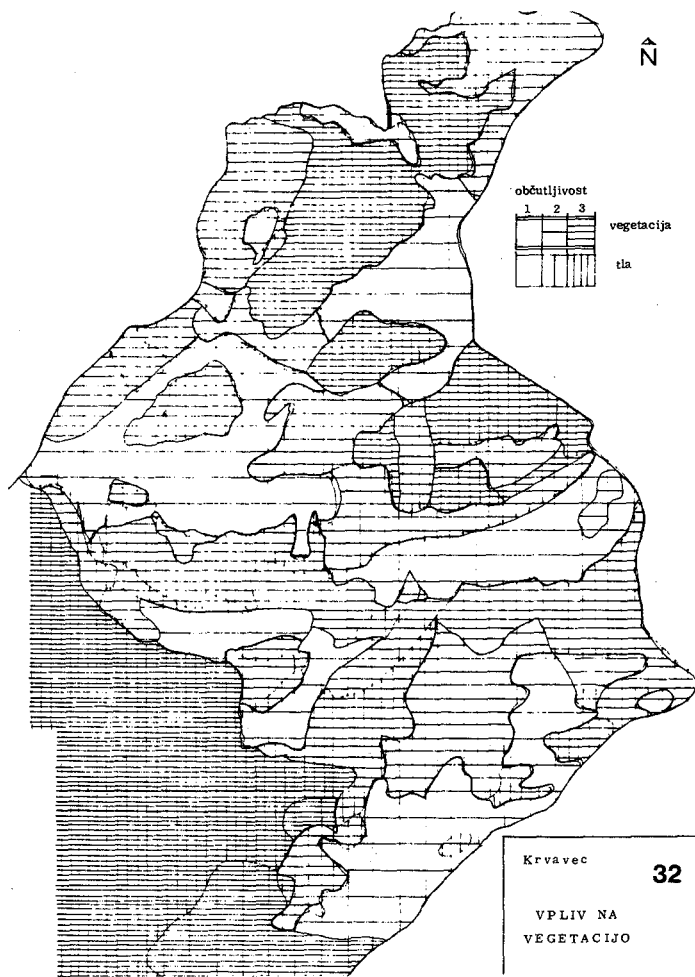 N
občutljivost
1 2 3
vegetacija
tla
Krvavec
32
VPLIV NA
VEGETACIJO